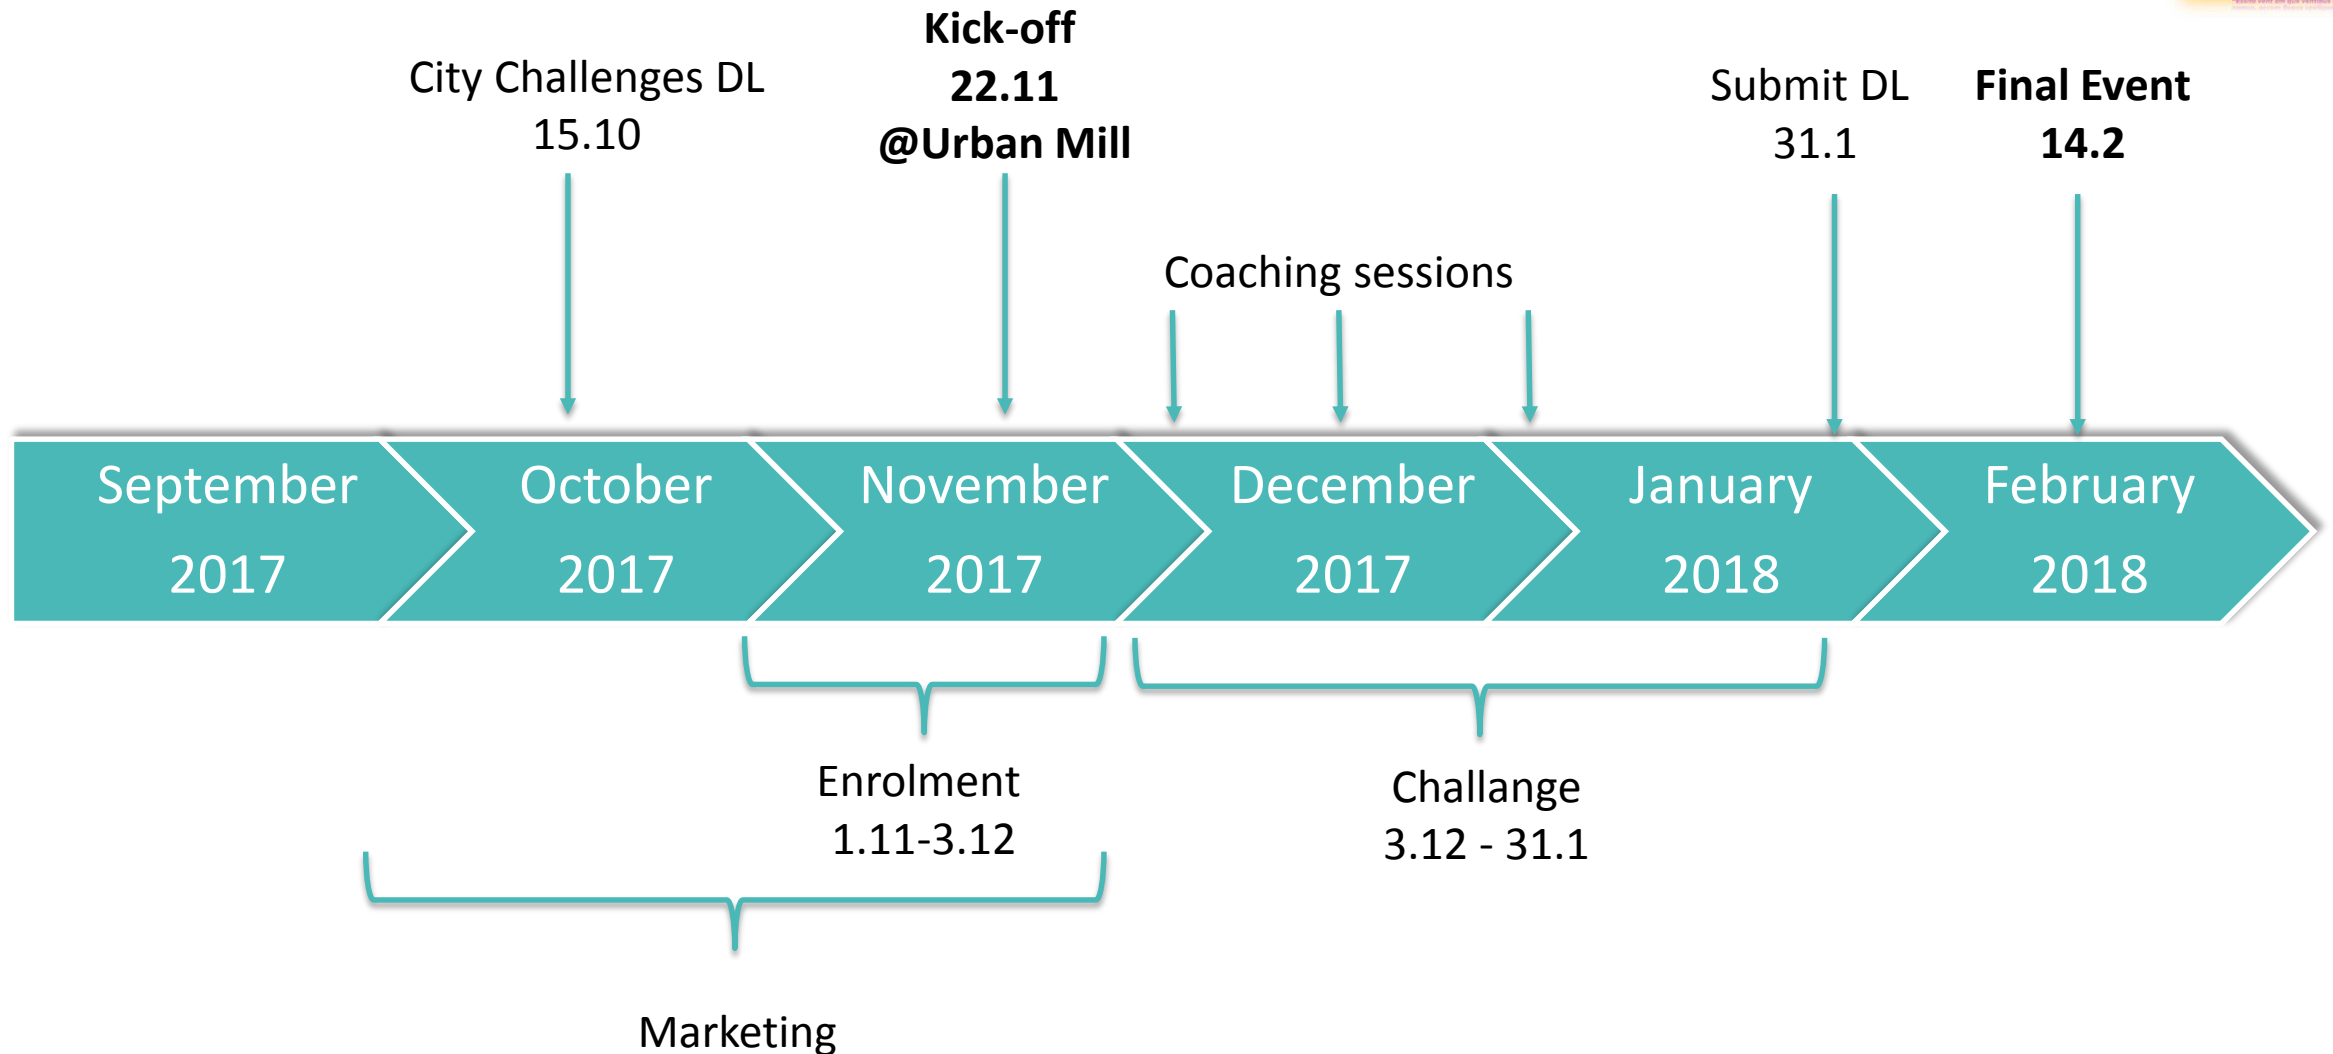 Kick-off
22.11
@Urban Mill
City Challenges DL
15.10
Submit DL
31.1
Final Event
14.2
Coaching sessions
September
2017
October
2017
November
2017
December
2017
January
2018
February
2018
Enrolment
1.11-3.12
Challange
3.12 - 31.1
Marketing